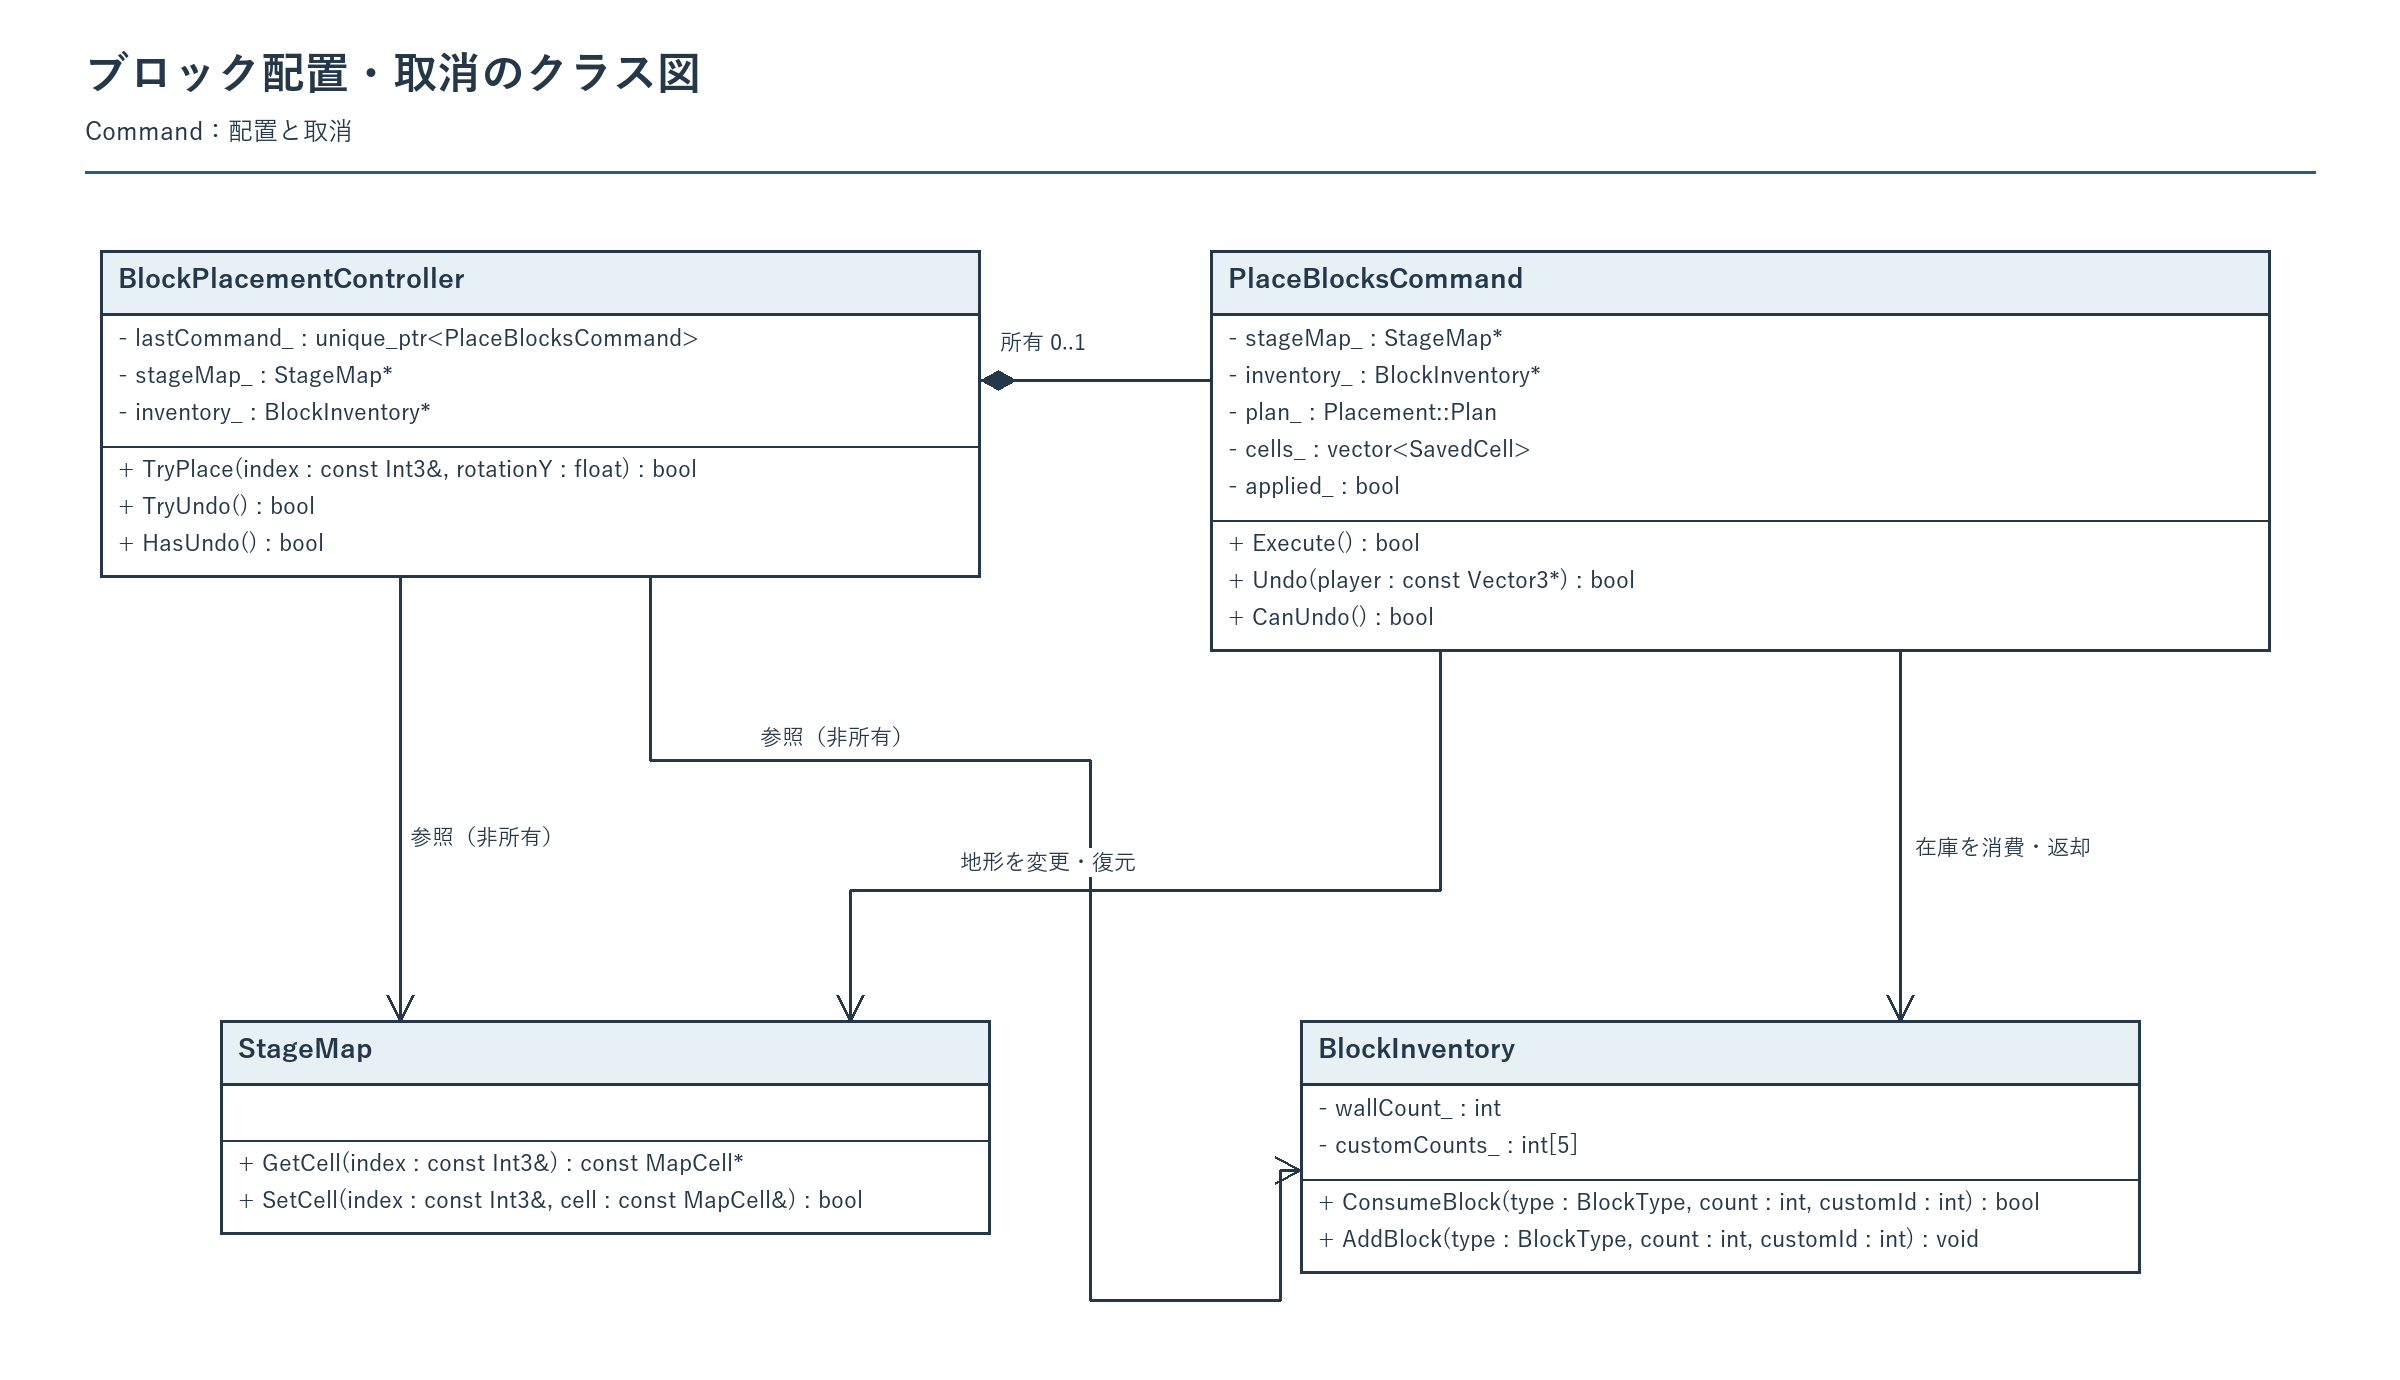 ブロック配置・取消のクラス図
Command：配置と取消
BlockPlacementController
- lastCommand_ : unique_ptr<PlaceBlocksCommand>
- stageMap_ : StageMap*
- inventory_ : BlockInventory*
+ TryPlace(index : const Int3&, rotationY : float) : bool
+ TryUndo() : bool
+ HasUndo() : bool
所有 0..1
PlaceBlocksCommand
- stageMap_ : StageMap*
- inventory_ : BlockInventory*
- plan_ : Placement::Plan
- cells_ : vector<SavedCell>
- applied_ : bool
+ Execute() : bool
+ Undo(player : const Vector3*) : bool
+ CanUndo() : bool
参照（非所有）
参照（非所有）
地形を変更・復元
在庫を消費・返却
StageMap
+ GetCell(index : const Int3&) : const MapCell*
+ SetCell(index : const Int3&, cell : const MapCell&) : bool
BlockInventory
- wallCount_ : int
- customCounts_ : int[5]
+ ConsumeBlock(type : BlockType, count : int, customId : int) : bool
+ AddBlock(type : BlockType, count : int, customId : int) : void